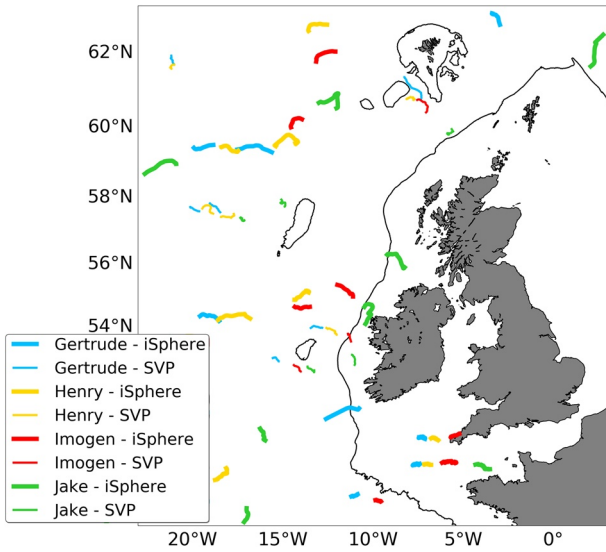 62°N
60°N
58°N
56°N
54°N
Gertrude - iSphere
Gertrude - SVP
Henry - iSphere
Henry - SVP
Imogen - iSphere
Imogen - SVP
Jake - iSphere
Jake - SVP
20°W 15°W 10°W 5°W 0°